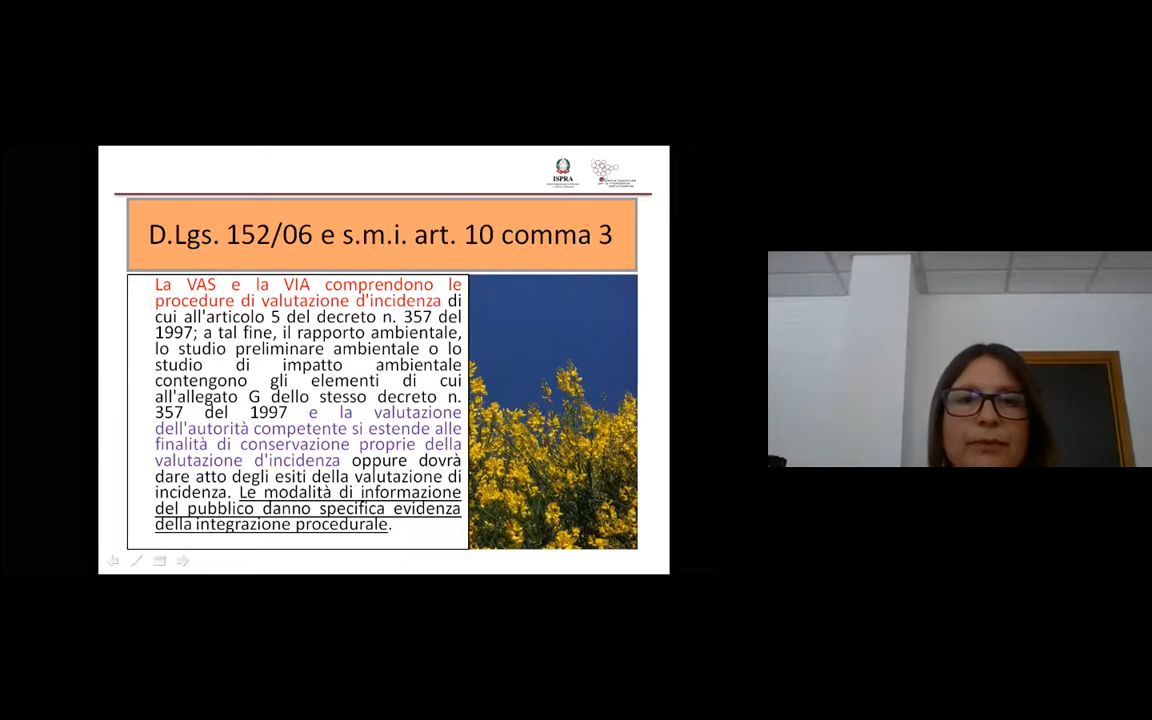 ISPRA
D.Lgs. 152/06 e s.m.i. art. 10 comma 3
La VAS e la VIA comprendono le
procedure di valutazione d'incidenza di
cui all'articolo 5 del decreto n. 357 del
1997; a tal fine, il rapporto ambientale,
lo studio preliminare ambientale o lo
studio di impatto ambientale
contengono gli elementi di cui
all'allegato G dello stesso decreto n.
357 del 1997 e la valutazione
dell'autorità competente si estende alle
finalità di conservazione proprie della
valutazione d'incidenza oppure dovrà
dare atto degli esiti della valutazione di
incidenza. Le modalità di informazione
del pubblico danno specifica evidenza
della integrazione procedurale.